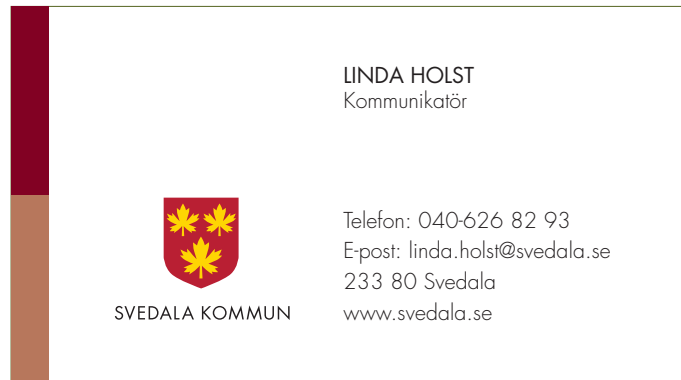 LINDA HOLST
Kommunikatör
Telefon: 040-626 82 93
E-post: linda.holst@svedala.se
233 80 Svedala
www.svedala.se
SVEDALA KOMMUN